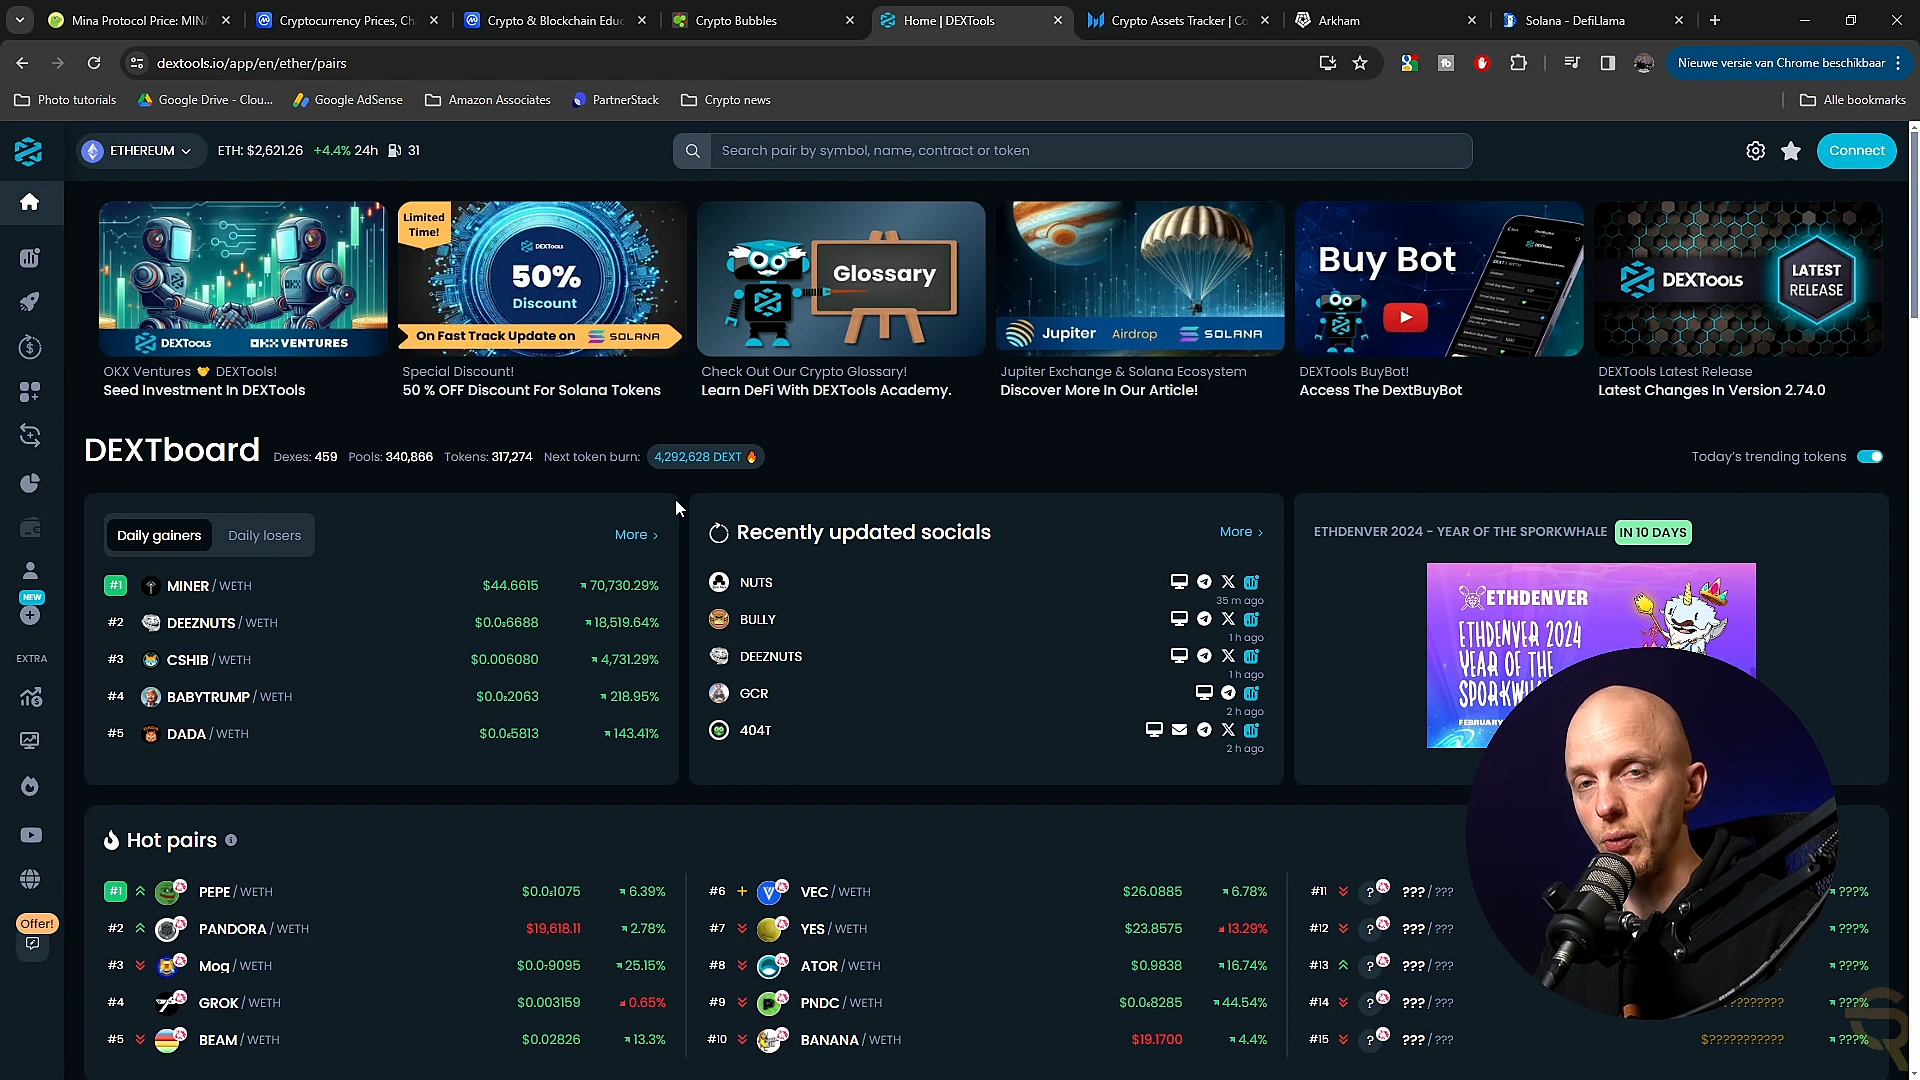 Mina Protocol Price: MINA
Cryptocurrency Prices, Ch
Crypto & Blockchain Educ
Crypto Bubbles
Home | DEXTools
Crypto Assets Tracker | Co
Arkham
Solana - DefiLlama
dextools.io/app/en/ether/pairs
Nieuwe versie van Chrome beschikbaar
Photo tutorials
Google Drive - Clou...
Google AdSense
Amazon Associates
PartnerStack
Crypto news
Alle bookmarks
ETHEREUM
ETH: $2,621.26 +4.4% 24h 31
Search pair by symbol, name, contract or token
Connect
DEXTools OKX VENTURES
OKX Ventures 🤝 DEXTools!
Seed Investment In DEXTools
Limited
Time!
DEXTools
50%
Discount
On Fast Track Update on SOLANA
Special Discount!
50 % OFF Discount For Solana Tokens
Glossary
Check Out Our Crypto Glossary!
Learn DeFi With DEXTools Academy.
Jupiter Airdrop SOLANA
Jupiter Exchange & Solana Ecosystem
Discover More In Our Article!
Buy Bot
DEXTools BuyBot!
Access The DextBuyBot
DEXTools
LATEST
RELEASE
DEXTools Latest Release
Latest Changes In Version 2.74.0
DEXTboard
Dexes: 459 Pools: 340,866 Tokens: 317,274 Next token burn: 4,292,628 DEXT 🔥
Today's trending tokens
NEW
EXTRA
Offer!
Daily gainers Daily losers More >
#1 MINER / WETH $44.6615 70,730.29%
#2 DEEZNUTS / WETH $0.0₆6688 18,519.64%
#3 CSHIB / WETH $0.006080 4,731.29%
#4 BABYTRUMP / WETH $0.0₈2063 218.95%
#5 DADA / WETH $0.0₆5813 143.41%
Recently updated socials More >
NUTS
35 m ago
BULLY
1 h ago
DEEZNUTS
1 h ago
GCR
2 h ago
404T
2 h ago
ETHDENVER 2024 - YEAR OF THE SPORKWHALE IN 10 DAYS
ETHDENVER
ETHDENVER 2024
YEAR OF THE
Hot pairs
#1 PEPE / WETH $0.0₅1075 6.39%
#2 PANDORA / WETH $19,618.11 2.78%
#3 Mog / WETH $0.0₇9095 25.15%
#4 GROK / WETH $0.003159 0.65%
#5 BEAM / WETH $0.02826 13.3%
#6 VEC / WETH $26.0885 6.78%
#7 YES / WETH $23.8575 13.29%
#8 ATOR / WETH $0.9838 16.74%
#9 PNDC / WETH $0.0₆8285 44.54%
#10 BANANA / WETH $19.1700 4.4%
#11 ? ??? / ??? ???%
#12 ? ??? / ??? ???%
#13 ? ??? / ??? ???%
#14 ? ??? / ??? ???%
#15 ? ??? / ??? $??????????? ???%